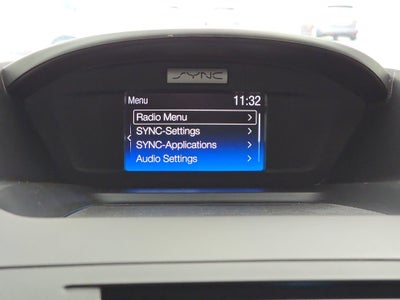 SYNC
Menu 11:32
Radio Menu >
SYNC-Settings >
SYNC-Applications >
Audio Settings >